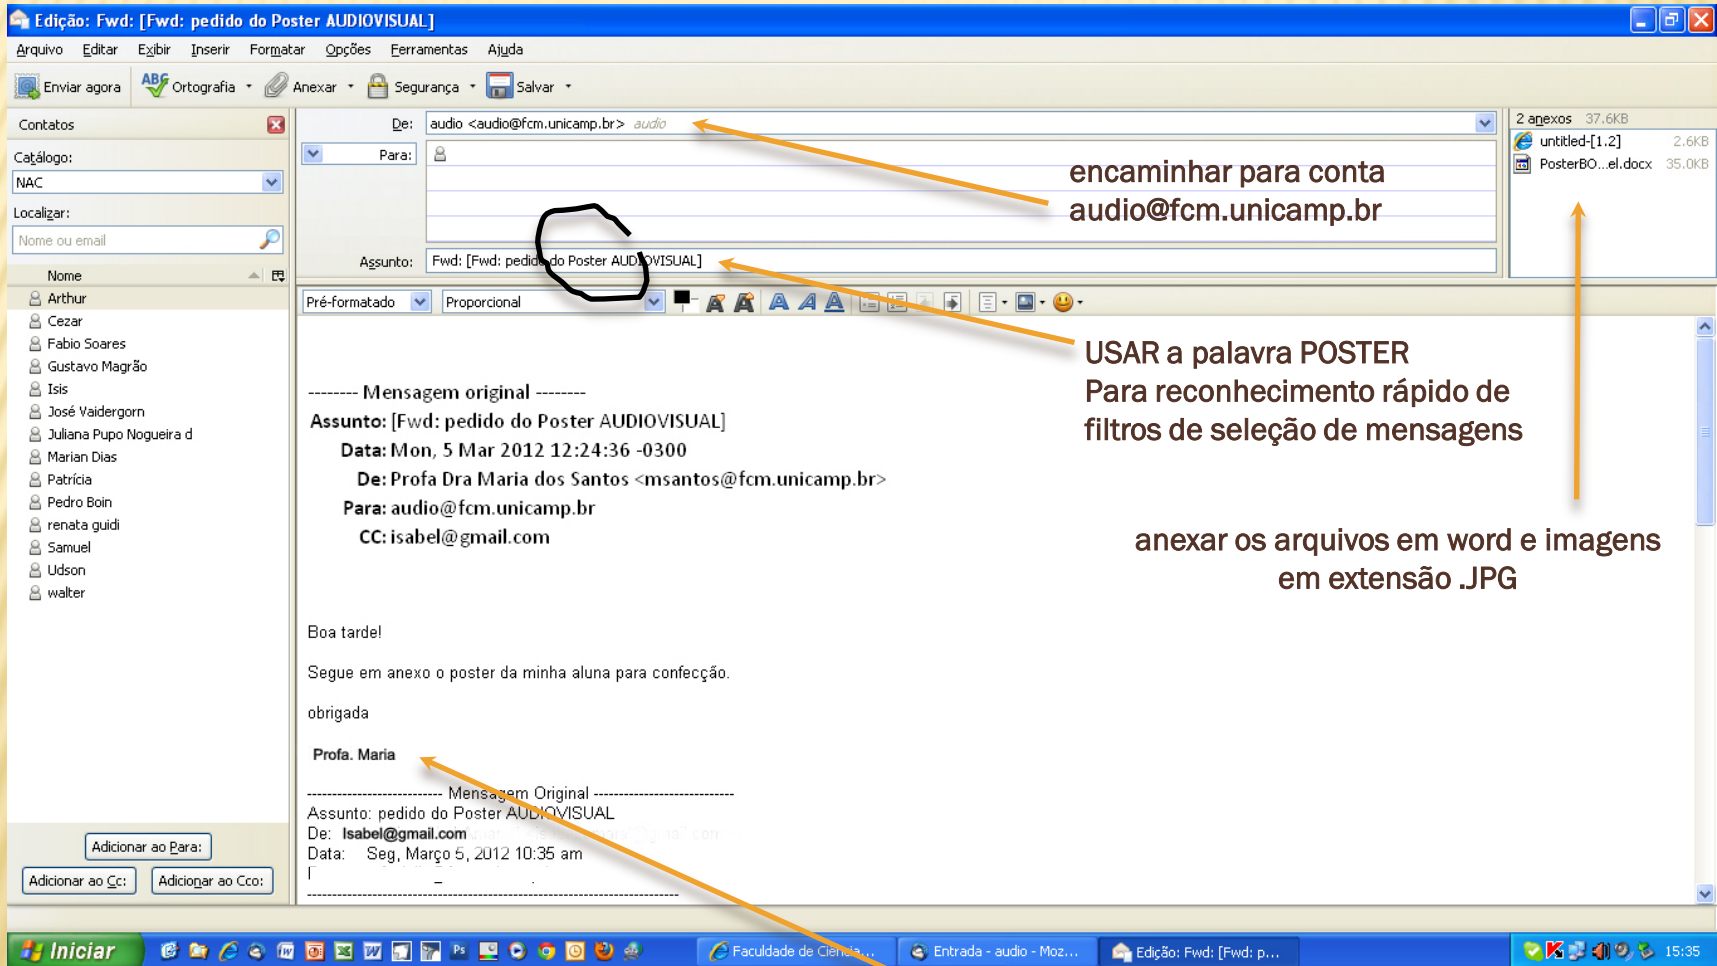 Edição: Fwd: [Fwd: pedido do Poster AUDIOVISUAL]
Arquivo Editar Exibir Inserir Formatar Opções Ferramentas Ajuda
Enviar agora ABC Ortografia Anexar Segurança Salvar
Contatos
Catálogo:
NAC
Localizar:
Nome ou email
Nome
Arthur
Cezar
Fabio Soares
Gustavo Magrão
Isis
José Vaidergorn
Juliana Pupo Nogueira d
Marian Dias
Patrícia
Pedro Boin
renata guidi
Samuel
Udson
walter
Adicionar ao Para:
Adicionar ao Cc: Adicionar ao Cco:
De: audio <audio@fcm.unicamp.br> audio
Para:
Assunto: Fwd: [Fwd: pedido do Poster AUDIOVISUAL]
2 anexos 37.6KB
untitled-[1.2] 2.6KB
PosterBO...el.docx 35.0KB
encaminhar para conta
audio@fcm.unicamp.br
Pré-formatado Proporcional
USAR a palavra POSTER
Para reconhecimento rápido de
filtros de seleção de mensagens
anexar os arquivos em word e imagens
em extensão .JPG
-------- Mensagem original --------
Assunto: [Fwd: pedido do Poster AUDIOVISUAL]
Data: Mon, 5 Mar 2012 12:24:36 -0300
De: Profa Dra Maria dos Santos <msantos@fcm.unicamp.br>
Para: audio@fcm.unicamp.br
CC: isabel@gmail.com
Boa tarde!
Segue em anexo o poster da minha aluna para confecção.
obrigada
Profa. Maria
--------------------------- Mensagem Original ----------------------------
Assunto: pedido do Poster AUDIOVISUAL
De: Isabel@gmail.com
Data: Seg, Março 5, 2012 10:35 am
Iniciar Faculdade de Ciência... Entrada - audio - Moz... Edição: Fwd: [Fwd: p... 15:35